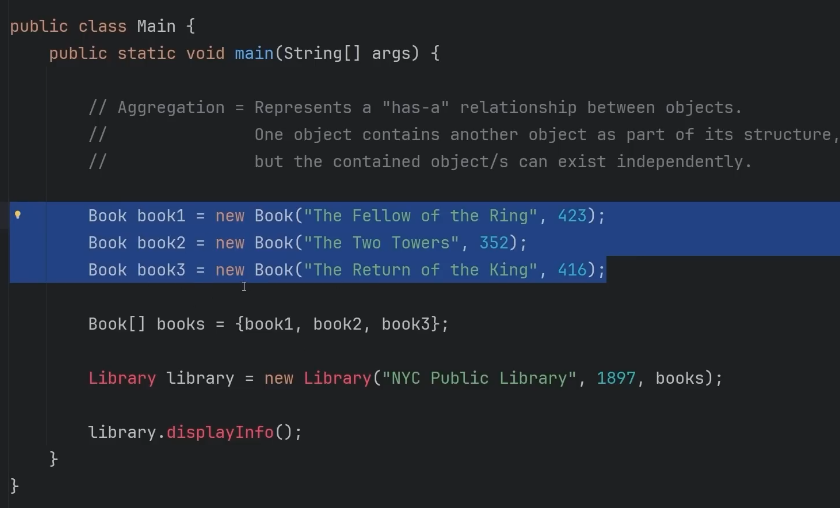 public class Main {
public static void main(String[] args) {
// Aggregation = Represents a "has-a" relationship between objects.
// One object contains another object as part of its structure,
// but the contained object/s can exist independently.
Book book1 = new Book("The Fellow of the Ring", 423);
Book book2 = new Book("The Two Towers", 352);
Book book3 = new Book("The Return of the King", 416);
Book[] books = {book1, book2, book3};
Library library = new Library("NYC Public Library", 1897, books);
library.displayInfo();
}
}